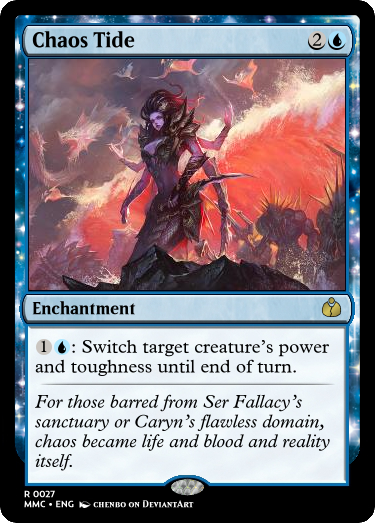 Chaos Tide 2
Enchantment
1 : Switch target creature's power
and toughness until end of turn.
For those barred from Ser Fallacy's
sanctuary or Caryn's flawless domain,
chaos became life and blood and reality
itself.
R 0027
MMC • ENG CHENBO ON DEVIANTART